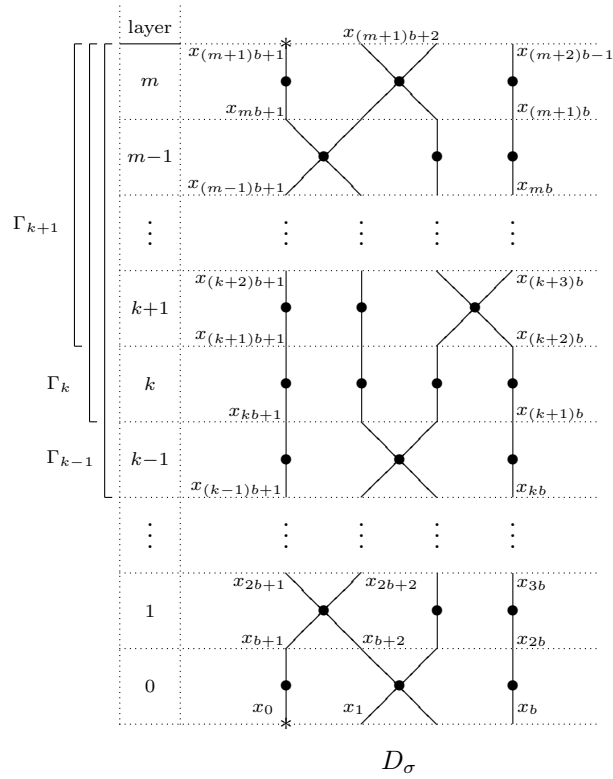 layer
* x_{(m+1)b+2}
x_{(m+1)b+1} x_{(m+2)b-1}
m
x_{mb+1} x_{(m+1)b}
m−1
x_{(m−1)b+1} x_{mb}
Γ_{k+1}
⋮ ⋮ ⋮ ⋮ ⋮
x_{(k+2)b+1} x_{(k+3)b}
k+1
x_{(k+1)b+1} x_{(k+2)b}
Γ_k k
x_{kb+1} x_{(k+1)b}
Γ_{k−1} k−1
x_{(k−1)b+1} x_{kb}
⋮ ⋮ ⋮ ⋮ ⋮
x_{2b+1} x_{2b+2} x_{3b}
1
x_{b+1} x_{b+2} x_{2b}
0
x_0 x_1 x_b
*
D_σ